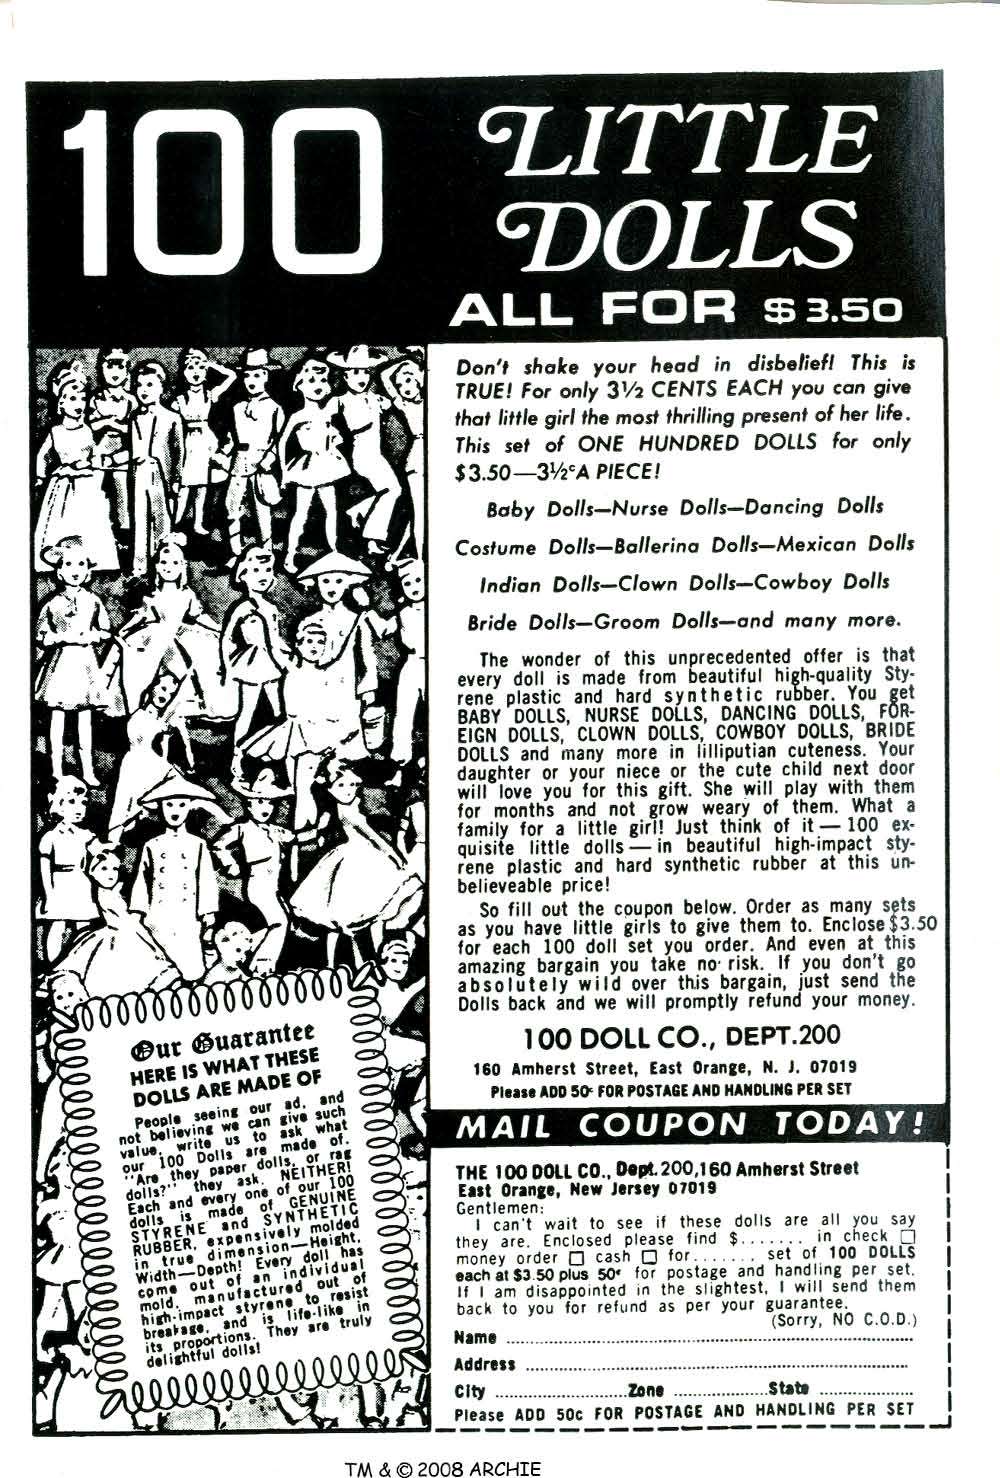 100
LITTLE
DOLLS
ALL FOR $3.50
Don't shake your head in disbelief! This is
TRUE! For only 3½ CENTS EACH you can give
that little girl the most thrilling present of her life.
This set of ONE HUNDRED DOLLS for only
$3.50—3½ᶜ A PIECE!
Baby Dolls—Nurse Dolls—Dancing Dolls
Costume Dolls—Ballerina Dolls—Mexican Dolls
Indian Dolls—Clown Dolls—Cowboy Dolls
Bride Dolls—Groom Dolls—and many more.
The wonder of this unprecedented offer is that
every doll is made from beautiful high-quality Sty-
rene plastic and hard synthetic rubber. You get
BABY DOLLS, NURSE DOLLS, DANCING DOLLS, FOR-
EIGN DOLLS, CLOWN DOLLS, COWBOY DOLLS, BRIDE
DOLLS and many more in lilliputian cuteness. Your
daughter or your niece or the cute child next door
will love you for this gift. She will play with them
for months and not grow weary of them. What a
family for a little girl! Just think of it — 100 ex-
quisite little dolls — in beautiful high-impact sty-
rene plastic and hard synthetic rubber at this un-
believeable price!
So fill out the coupon below. Order as many sets
as you have little girls to give them to. Enclose $3.50
for each 100 doll set you order. And even at this
amazing bargain you take no risk. If you don't go
absolutely wild over this bargain, just send the
Dolls back and we will promptly refund your money.
100 DOLL CO., DEPT.200
160 Amherst Street, East Orange, N. J. 07019
Please ADD 50¢ FOR POSTAGE AND HANDLING PER SET
Our Guarantee
HERE IS WHAT THESE
DOLLS ARE MADE OF
People seeing our ad, and
not believing we can give such
value, write us to ask what
our 100 Dolls are made of.
"Are they paper dolls, or rag
dolls?" they ask. NEITHER!
Each and every one of our 100
dolls is made of GENUINE
STYRENE and SYNTHETIC
RUBBER, expensively molded
in true dimension—Height,
Width—Depth! Every doll has
come out of an individual
mold, manufactured out of
high-impact styrene to resist
breakage, and is life-like in
its proportions. They are truly
delightful dolls!
MAIL COUPON TODAY!
THE 100 DOLL CO., Dept. 200, 160 Amherst Street
East Orange, New Jersey 07019
Gentlemen:
I can't wait to see if these dolls are all you say
they are. Enclosed please find $....... in check □
money order □ cash □ for....... set of 100 DOLLS
each at $3.50 plus 50¢ for postage and handling per set.
If I am disappointed in the slightest, I will send them
back to you for refund as per your guarantee.
(Sorry, NO C.O.D.)
Name
Address
City Zone State
Please ADD 50c FOR POSTAGE AND HANDLING PER SET
TM & © 2008 ARCHIE